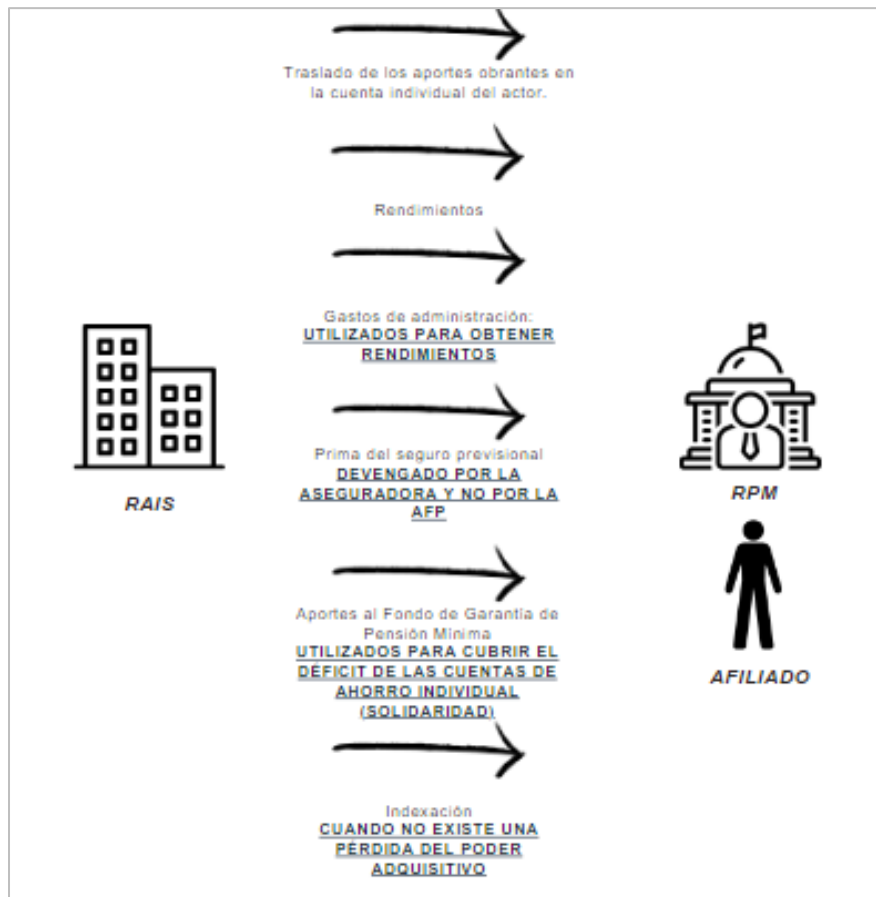 Traslado de los aportes obrantes en
la cuenta individual del actor.
Rendimientos
Gastos de administración:
UTILIZADOS PARA OBTENER
RENDIMIENTOS
Prima del seguro previsional
DEVENGADO POR LA
ASEGURADORA Y NO POR LA
AFP
RAIS
RPM
Aportes al Fondo de Garantía de
Pensión Mínima
UTILIZADOS PARA CUBRIR EL
DÉFICIT DE LAS CUENTAS DE
AHORRO INDIVIDUAL
(SOLIDARIDAD)
AFILIADO
Indexación
CUANDO NO EXISTE UNA
PÉRDIDA DEL PODER
ADQUISITIVO